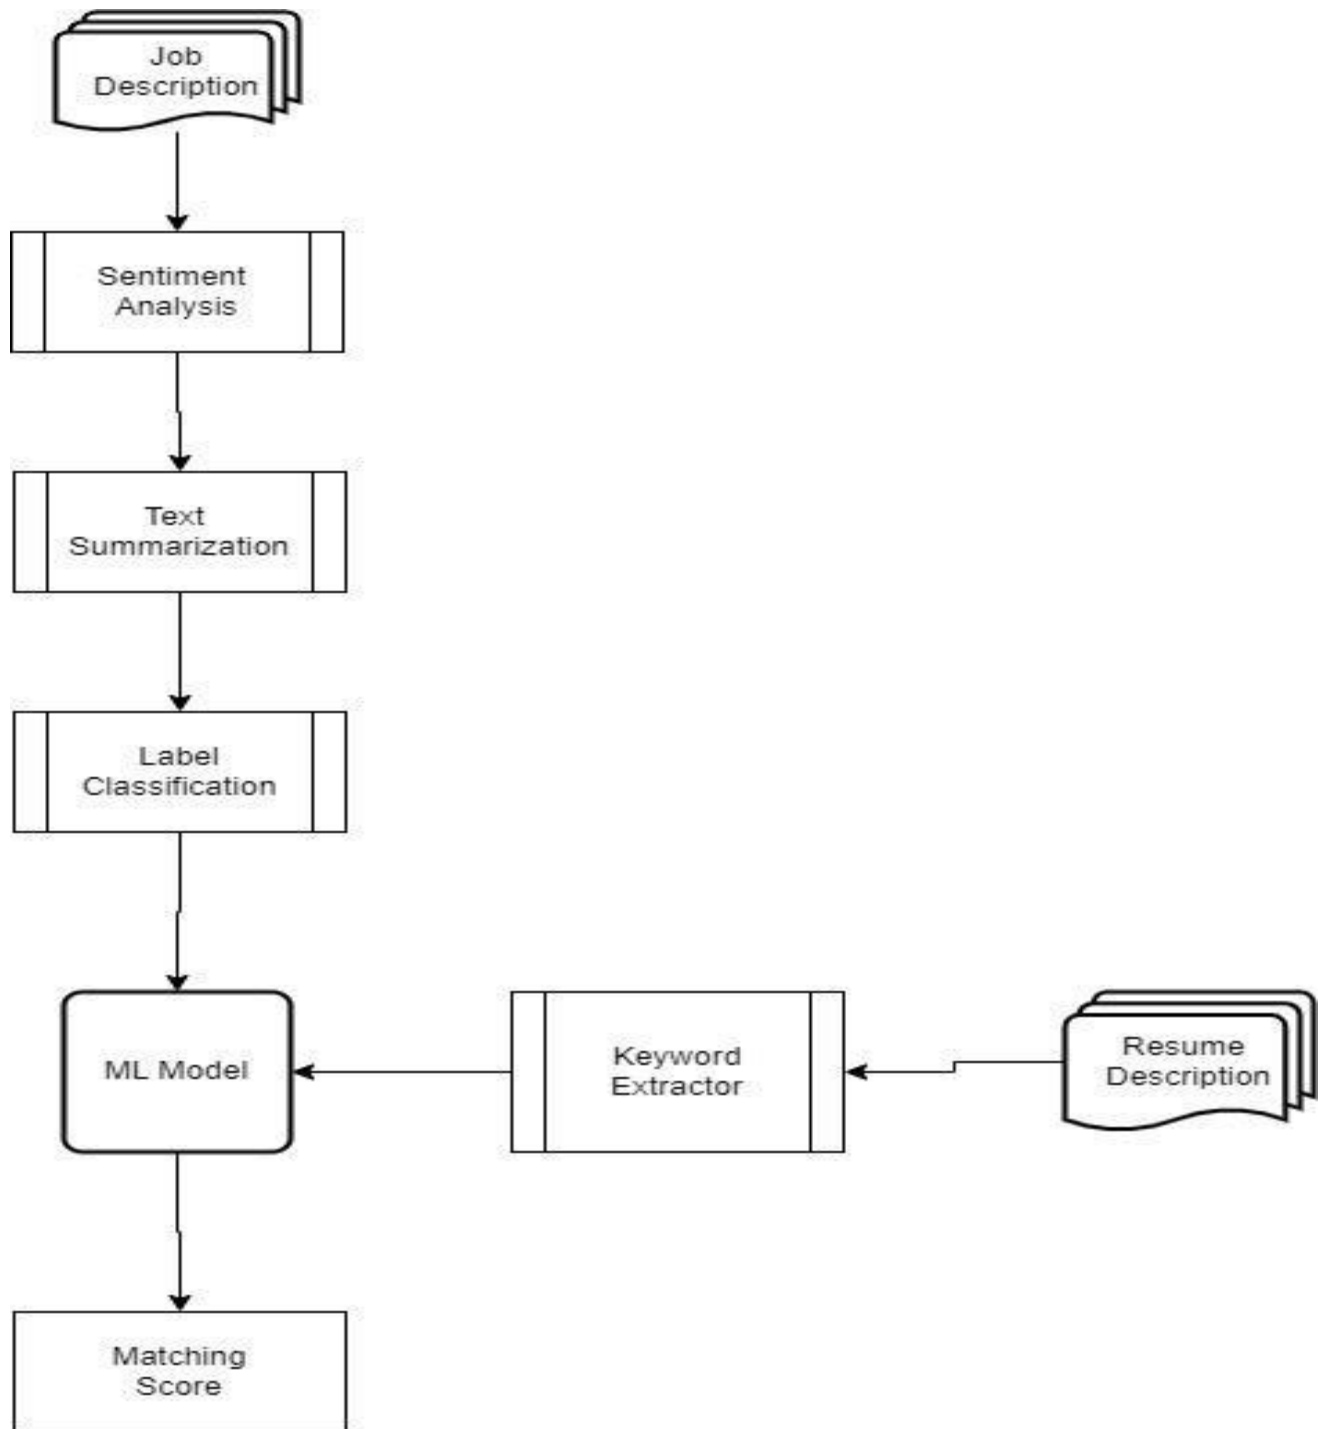 Job
Description
Sentiment
Analysis
Text
Summarization
Label
Classification
ML Model
Keyword
Extractor
Resume
Description
Matching
Score